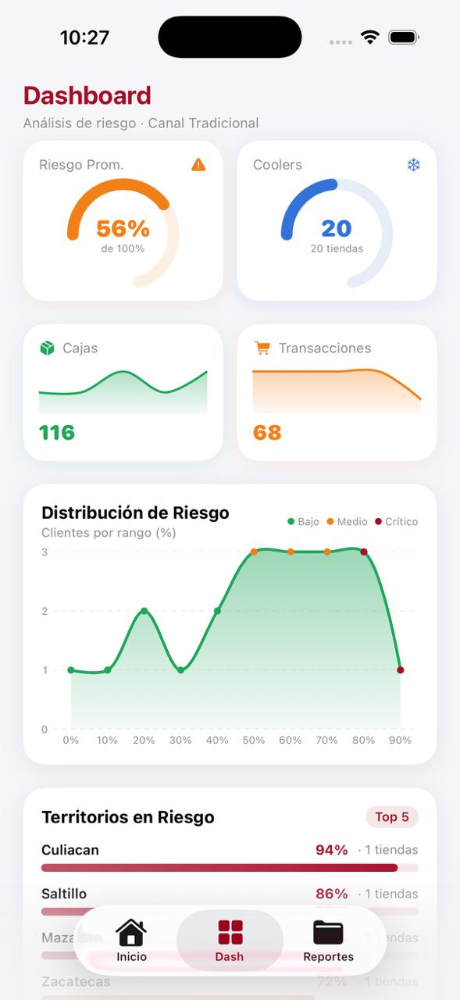 10:27
Dashboard
Análisis de riesgo · Canal Tradicional
Riesgo Prom.
56%
de 100%
Coolers
20
20 tiendas
Cajas
116
Transacciones
68
Distribución de Riesgo
Clientes por rango (%)
Bajo Medio Crítico
3
2
1
0
0% 10% 20% 30% 40% 50% 60% 70% 80% 90%
Territorios en Riesgo
Top 5
Culiacan 94% · 1 tiendas
Saltillo 86% · 1 tiendas
1 tiendas
Zacatecas 72% · 1 tiendas
Inicio Dash Reportes